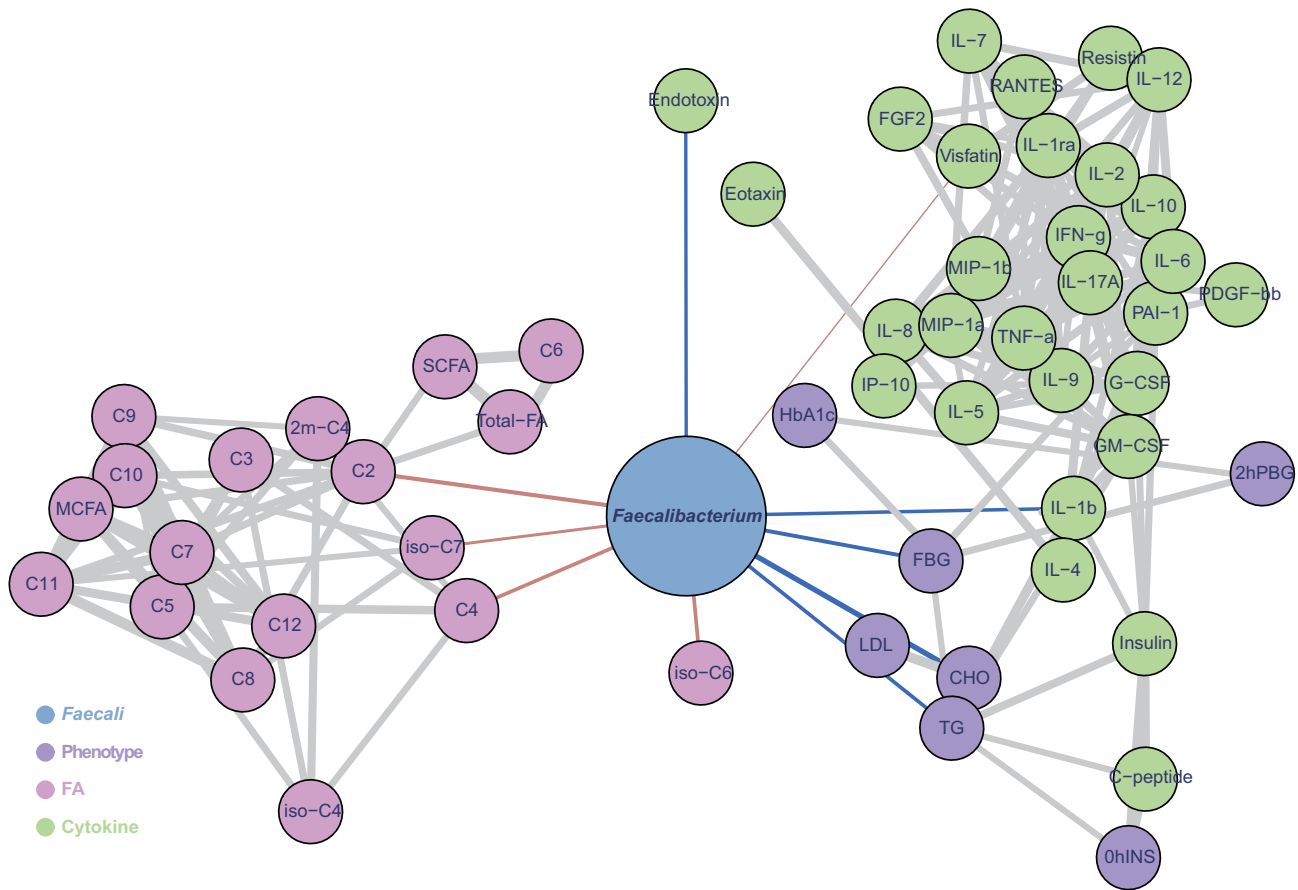 IL−7
Resistin
IL−12
RANTES
Endotoxin
FGF2
Visfatin
IL−1ra
IL−2
Eotaxin
IL−10
IFN−g
IL−6
MIP−1b
IL−17A
PDGF−bb
PAI−1
IL−8
MIP−1a
TNF−a
SCFA
C6
IP−10
IL−9
G−CSF
HbA1c
IL−5
C9
2m−C4
Total−FA
GM−CSF
C10
C3
C2
2hPBG
MCFA
Faecalibacterium
IL−1b
C7
iso−C7
FBG
IL−4
C11
C5
C12
C4
LDL
Insulin
C8
iso−C6
CHO
Faecali
TG
Phenotype
C−peptide
FA
iso−C4
Cytokine
0hINS